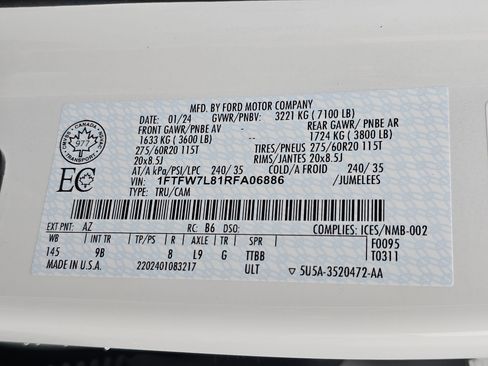 MFD. BY FORD MOTOR COMPANY
DATE: 01/24 GVWR/PNBV: 3221 KG ( 7100 LB)
FRONT GAWR/PNBE AV REAR GAWR/ PNBE AR
1633 KG ( 3600 LB) 1724 KG ( 3800 LB)
275/60R20 115T TIRES/PNEUS 275/60R20 115T
20x8.5J RIMS/JANTES 20x8.5J
AT/A kPa/PSI/LPC 240/ 35 COLD/A FROID 240/ 35
VIN: 1FTFW7L81RFA06886 /JUMELEES
TYPE: TRU/CAM
CANADA
977
EC
EXT PNT: AZ RC: B6 DSO: COMPLIES: ICES/NMB-002
WB INT TR TP/PS R AXLE TR SPR F0095
145 9B 8 L9 G TTBB T0311
MADE IN U.S.A. 2202401083217 ULT 5U5A-3520472-AA